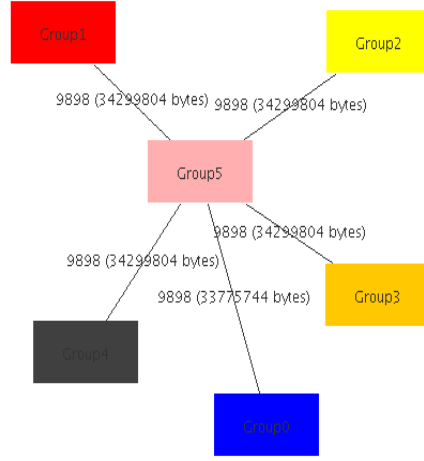 Group1
Group2
9898 (34299804 bytes)
9898 (34299804 bytes)
Group5
9898 (34299804 bytes)
9898 (34299804 bytes)
9898 (33775744 bytes)
Group3
Group4
Group0